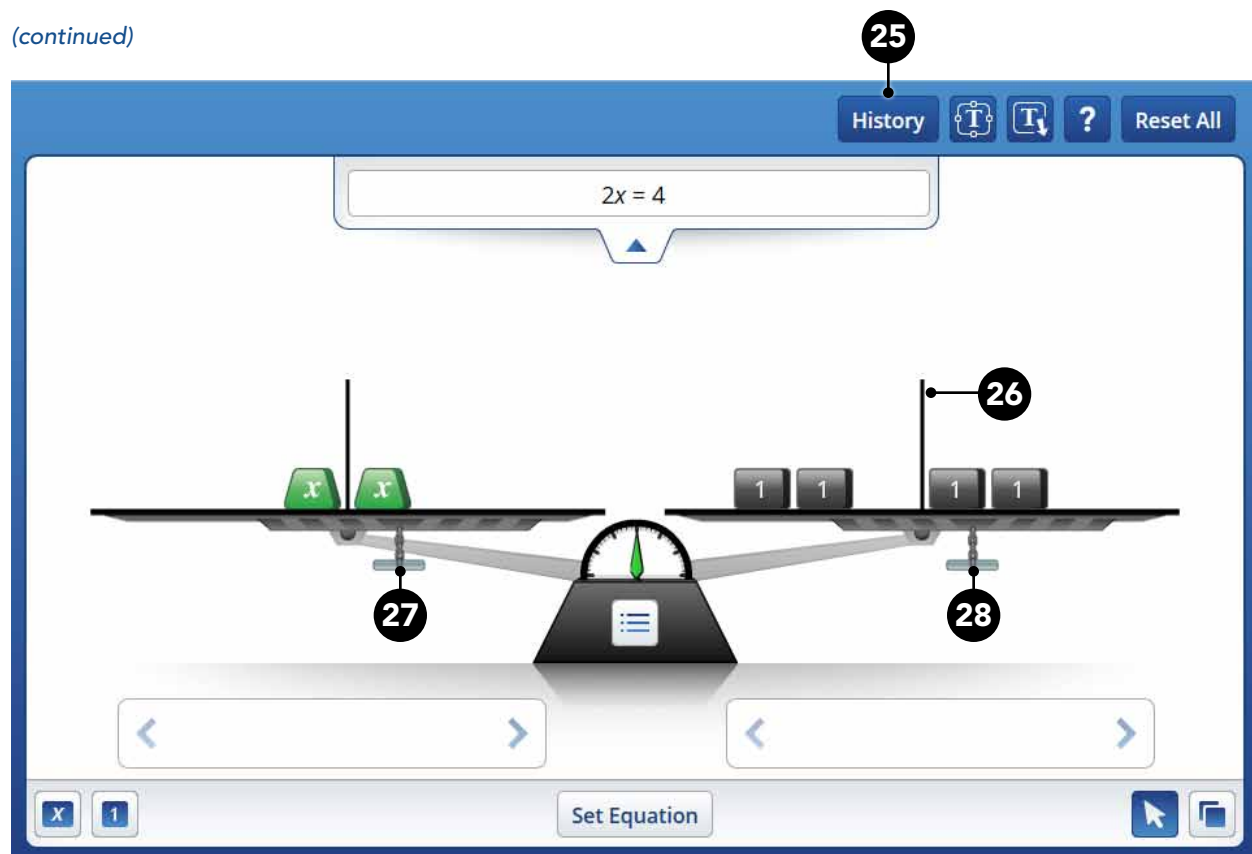 (continued)
25
History T T ? Reset All
2x = 4
26
x x 1 1 1 1
27 28
x 1 Set Equation